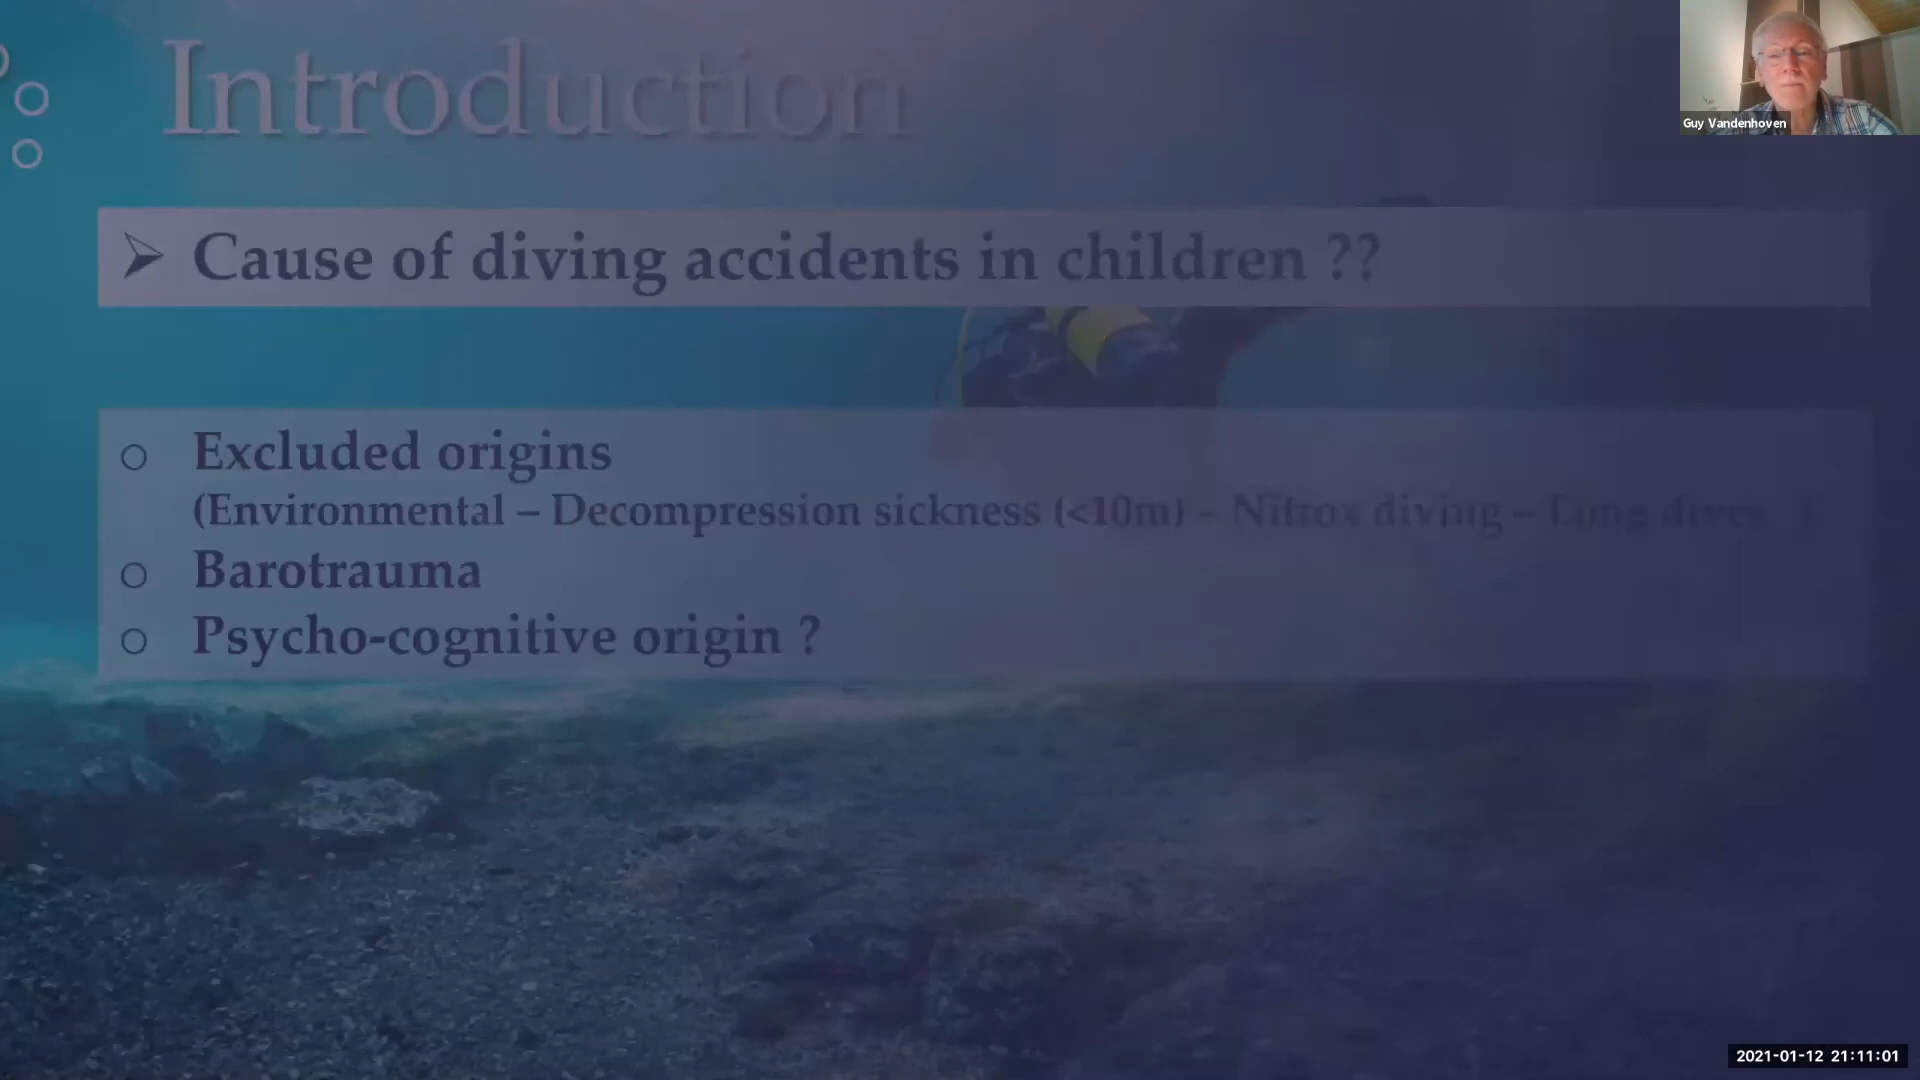 Introduction
Guy Vandenhoven
Cause of diving accidents in children ??
Excluded origins
(Environmental – Decompression sickness (<10m) – Nitrox diving – Long dives
Barotrauma
Psycho-cognitive origin ?
2021-01-12 21:11:01